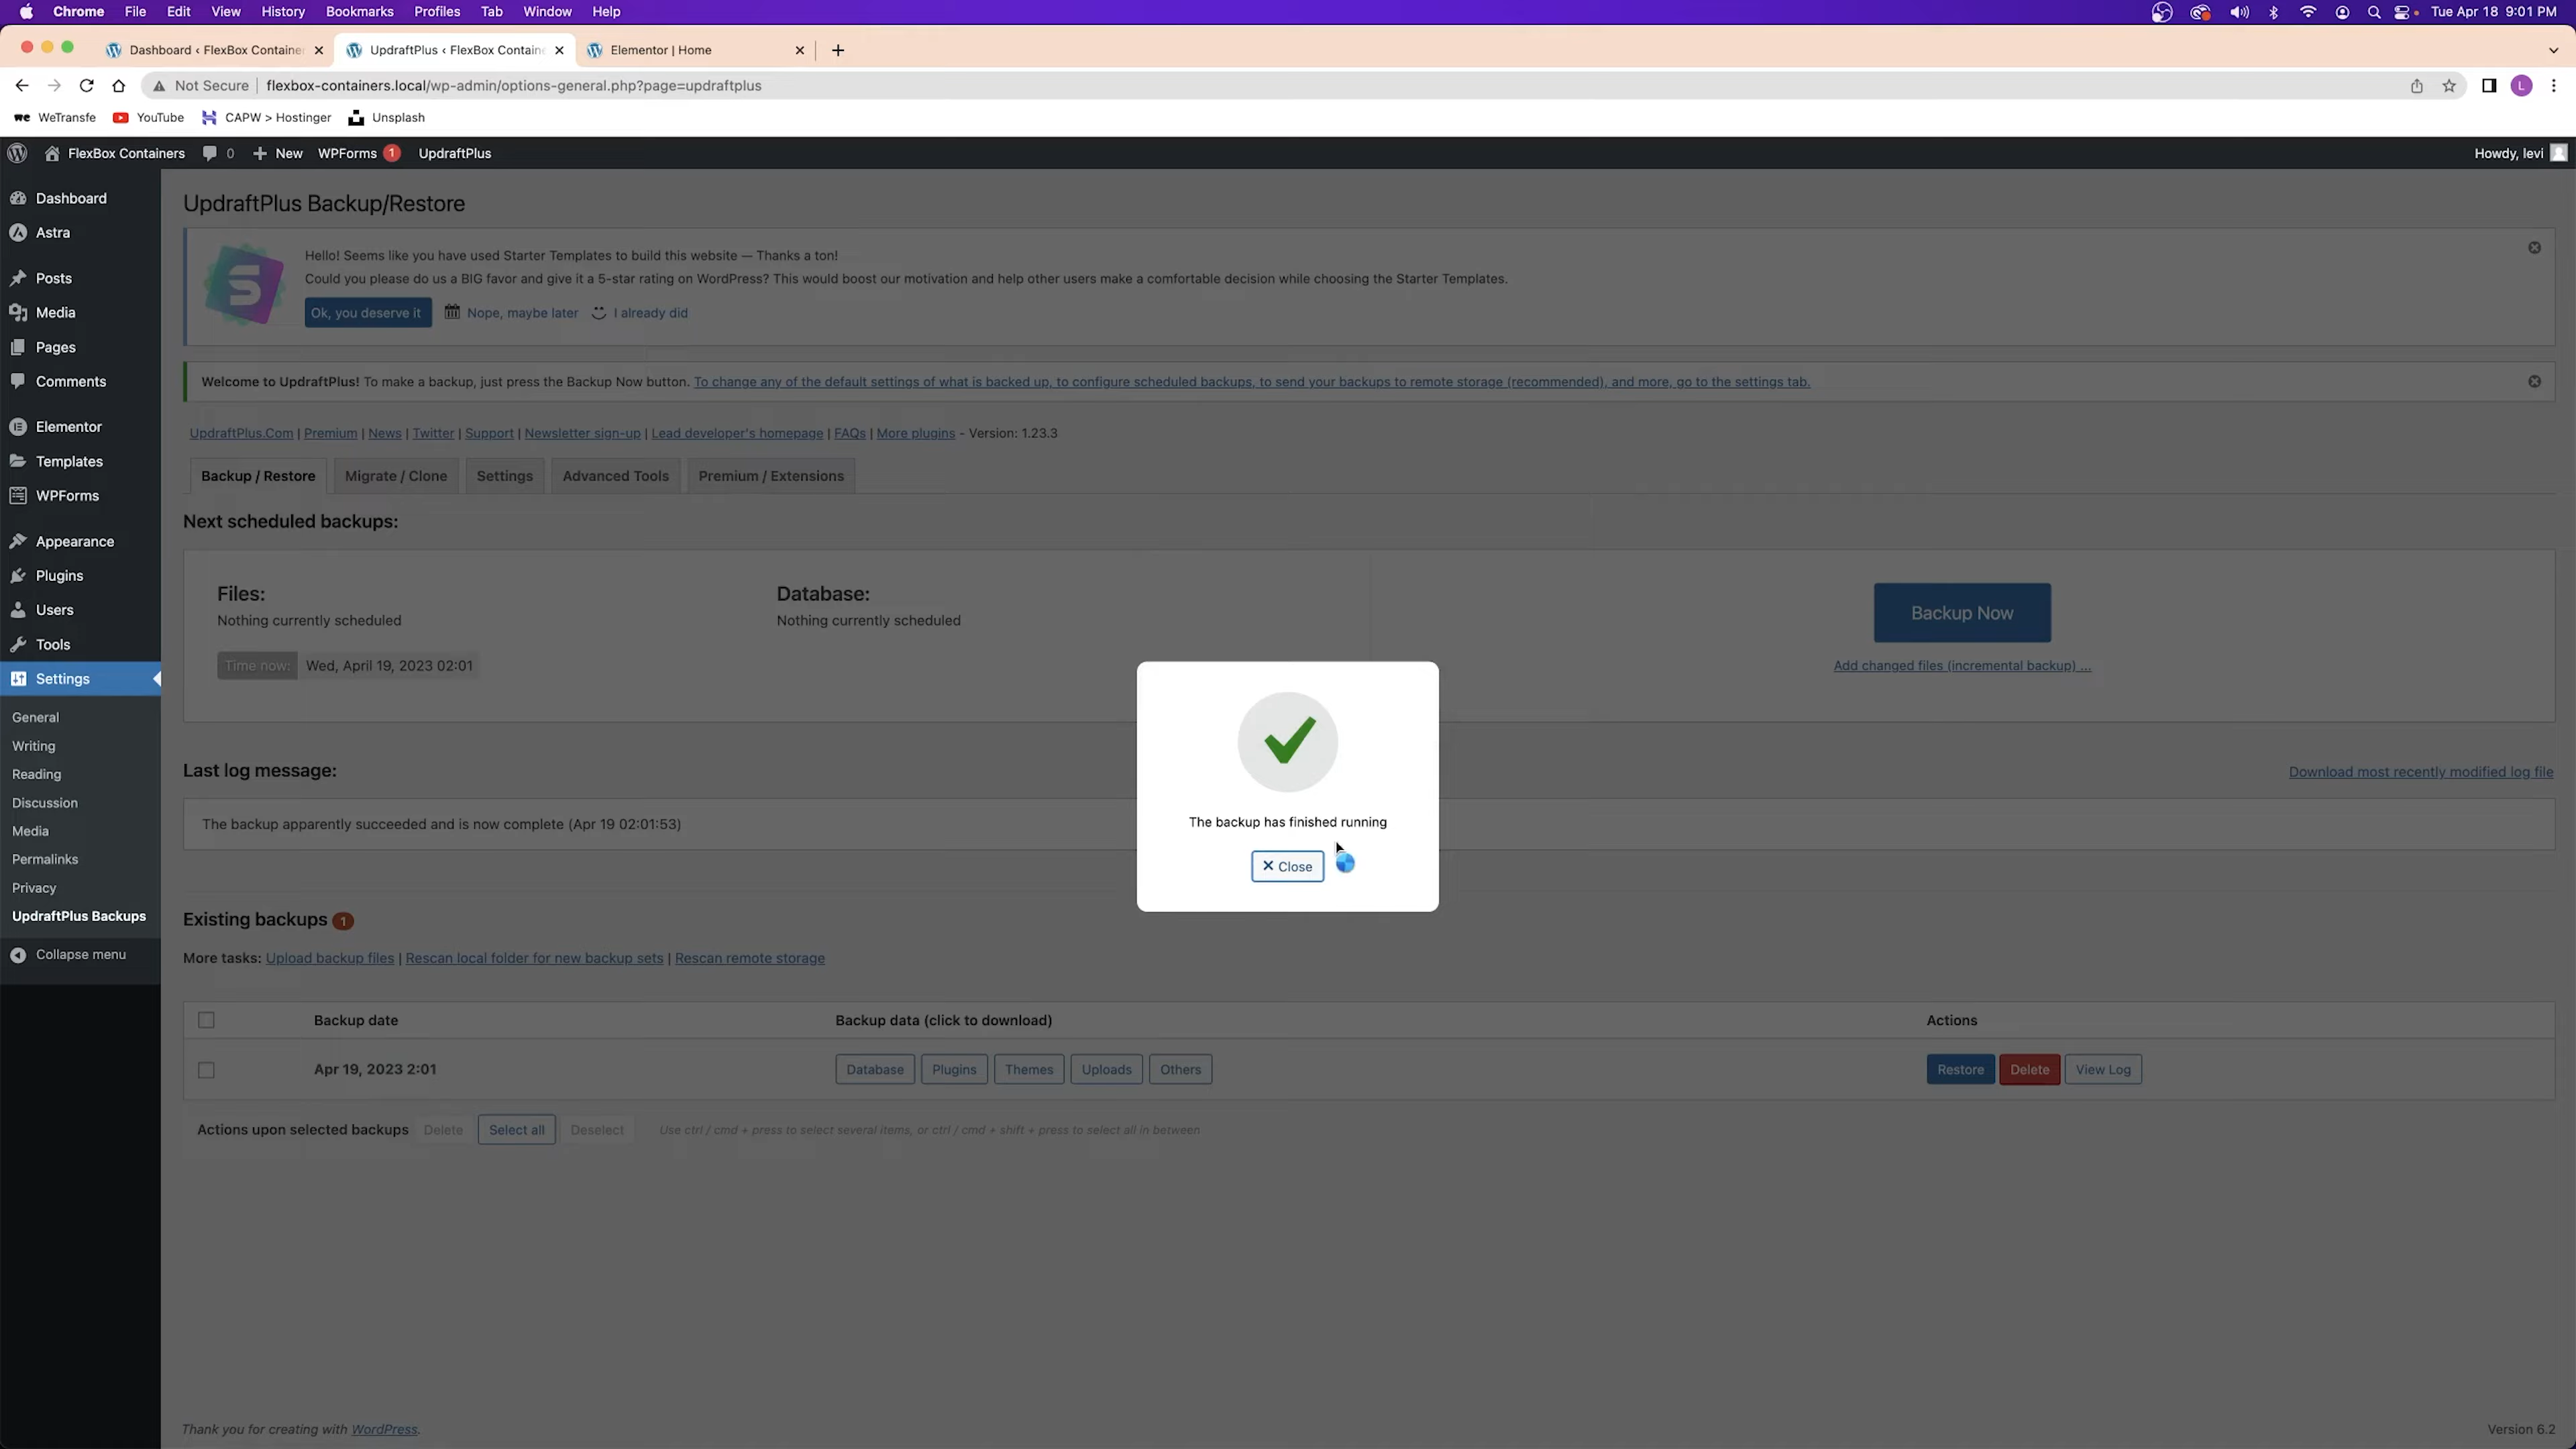 Chrome File Edit View History Bookmarks Profiles Tab Window Help Tue Apr 18 9:01 PM
Dashboard ‹ FlexBox Container UpdraftPlus ‹ FlexBox Containe Elementor | Home
Not Secure flexbox-containers.local/wp-admin/options-general.php?page=updraftplus L
we WeTransfe YouTube CAPW > Hostinger Unsplash
FlexBox Containers 0 New WPForms 1 UpdraftPlus Howdy, levi
Dashboard
Astra
Posts
Media
Pages
Comments
Elementor
Templates
WPForms
Appearance
Plugins
Users
Tools
Settings
General
Writing
Reading
Discussion
Media
Permalinks
Privacy
UpdraftPlus Backups
Collapse menu
UpdraftPlus Backup/Restore
Hello! Seems like you have used Starter Templates to build this website — Thanks a ton!
Could you please do us a BIG favor and give it a 5-star rating on WordPress? This would boost our motivation and help other users make a comfortable decision while choosing the Starter Templates.
Ok, you deserve it Nope, maybe later I already did
Welcome to UpdraftPlus! To make a backup, just press the Backup Now button. To change any of the default settings of what is backed up, to configure scheduled backups, to send your backups to remote storage (recommended), and more, go to the settings tab.
UpdraftPlus.Com | Premium | News | Twitter | Support | Newsletter sign-up | Lead developer's homepage | FAQs | More plugins - Version: 1.23.3
Backup / Restore Migrate / Clone Settings Advanced Tools Premium / Extensions
Next scheduled backups:
Files: Database:
Nothing currently scheduled Nothing currently scheduled
Time now: Wed, April 19, 2023 02:01
Backup Now
Add changed files (incremental backup) ...
The backup has finished running
Close
Last log message: Download most recently modified log file
The backup apparently succeeded and is now complete (Apr 19 02:01:53)
Existing backups 1
More tasks: Upload backup files | Rescan local folder for new backup sets | Rescan remote storage
Backup date Backup data (click to download) Actions
Apr 19, 2023 2:01 Database Plugins Themes Uploads Others Restore Delete View Log
Actions upon selected backups Delete Select all Deselect Use ctrl / cmd + press to select several items, or ctrl / cmd + shift + press to select all in between
Thank you for creating with WordPress. Version 6.2